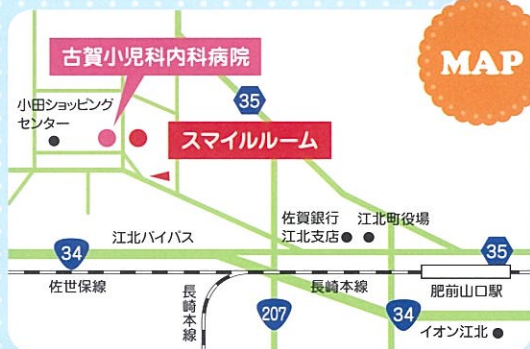 MAP
古賀小児科内科病院
35
小田ショッピング
センター
スマイルルーム
佐賀銀行
江北支店
江北町役場
江北バイパス
34
35
佐世保線
長崎本線
長崎本線
肥前山口駅
207
34
イオン江北